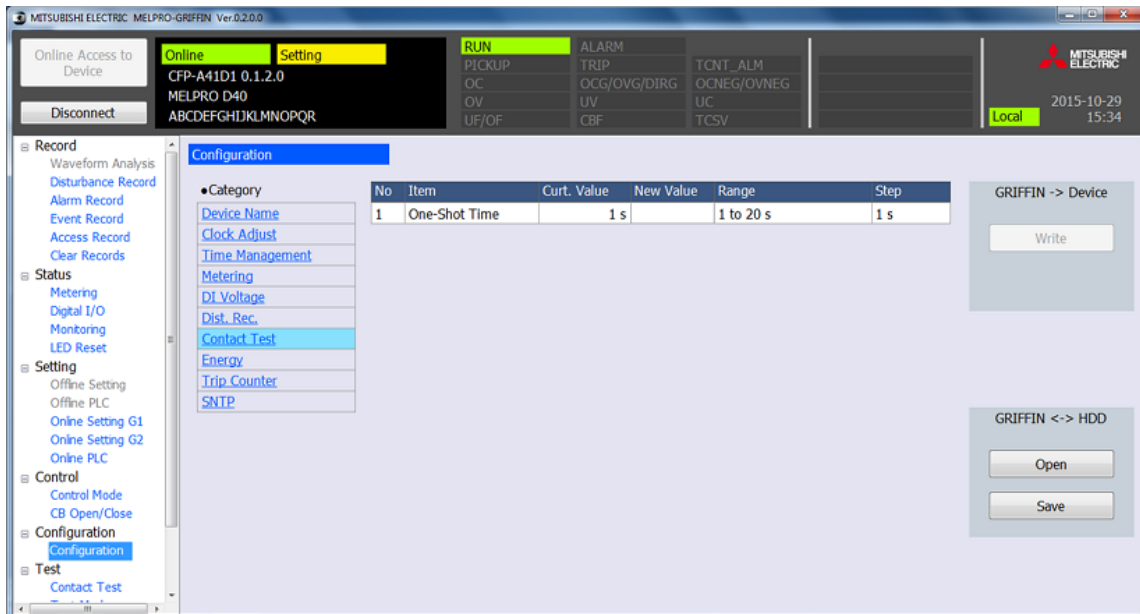 MITSUBISHI ELECTRIC MELPRO-GRIFFIN Ver.0.2.0.0
Online Access to
Device
Disconnect
Online Setting
CFP-A41D1 0.1.2.0
MELPRO D40
ABCDEFGHIJKLMNOPQR
RUN ALARM
PICKUP TRIP TCNT_ALM
OC OCG/OVG/DIRG OCNEG/OVNEG
OV UV UC
UF/OF CBF TCSV
MITSUBISHI
ELECTRIC
2015-10-29
Local 15:34
Record
Waveform Analysis
Disturbance Record
Alarm Record
Event Record
Access Record
Clear Records
Status
Metering
Digital I/O
Monitoring
LED Reset
Setting
Offline Setting
Offline PLC
Online Setting G1
Online Setting G2
Online PLC
Control
Control Mode
CB Open/Close
Configuration
Configuration
Test
Contact Test
Configuration
●Category
Device Name
Clock Adjust
Time Management
Metering
DI Voltage
Dist. Rec.
Contact Test
Energy
Trip Counter
SNTP
No Item Curt. Value New Value Range Step
1 One-Shot Time 1 s 1 to 20 s 1 s
GRIFFIN -> Device
Write
GRIFFIN <-> HDD
Open
Save